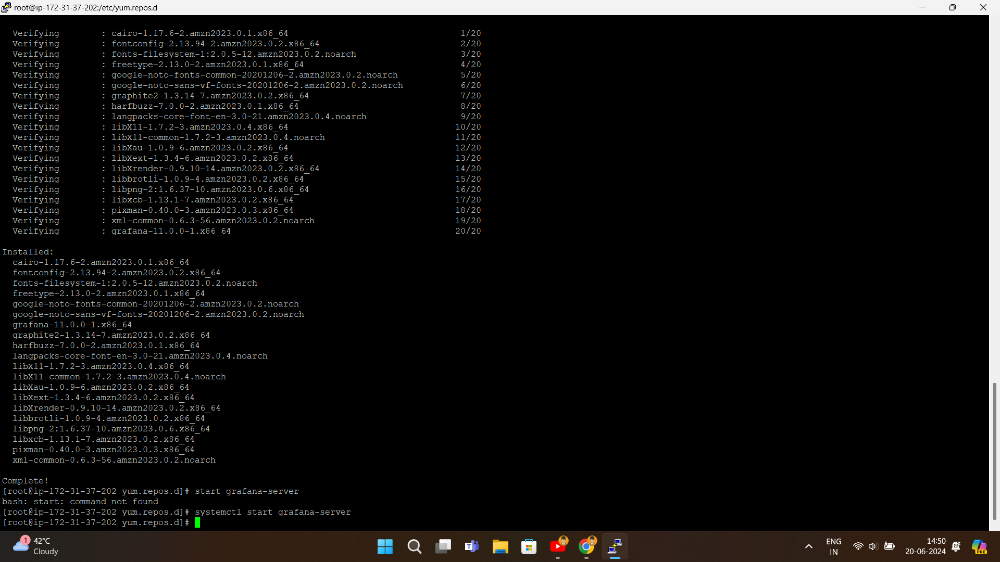 root@ip-172-31-37-202:/etc/yum.repos.d
Verifying : cairo-1.17.6-2.amzn2023.0.1.x86_64 1/20
Verifying : fontconfig-2.13.94-2.amzn2023.0.2.x86_64 2/20
Verifying : fonts-filesystem-1:2.0.5-12.amzn2023.0.2.noarch 3/20
Verifying : freetype-2.13.0-2.amzn2023.0.1.x86_64 4/20
Verifying : google-noto-fonts-common-20201206-2.amzn2023.0.2.noarch 5/20
Verifying : google-noto-sans-vf-fonts-20201206-2.amzn2023.0.2.noarch 6/20
Verifying : graphite2-1.3.14-7.amzn2023.0.2.x86_64 7/20
Verifying : harfbuzz-7.0.0-2.amzn2023.0.1.x86_64 8/20
Verifying : langpacks-core-font-en-3.0-21.amzn2023.0.4.noarch 9/20
Verifying : libX11-1.7.2-3.amzn2023.0.4.x86_64 10/20
Verifying : libX11-common-1.7.2-3.amzn2023.0.4.noarch 11/20
Verifying : libXau-1.0.9-6.amzn2023.0.2.x86_64 12/20
Verifying : libXext-1.3.4-6.amzn2023.0.2.x86_64 13/20
Verifying : libXrender-0.9.10-14.amzn2023.0.2.x86_64 14/20
Verifying : libbrotli-1.0.9-4.amzn2023.0.2.x86_64 15/20
Verifying : libpng-2:1.6.37-10.amzn2023.0.6.x86_64 16/20
Verifying : libxcb-1.13.1-7.amzn2023.0.2.x86_64 17/20
Verifying : pixman-0.40.0-3.amzn2023.0.3.x86_64 18/20
Verifying : xml-common-0.6.3-56.amzn2023.0.2.noarch 19/20
Verifying : grafana-11.0.0-1.x86_64 20/20
Installed:
cairo-1.17.6-2.amzn2023.0.1.x86_64
fontconfig-2.13.94-2.amzn2023.0.2.x86_64
fonts-filesystem-1:2.0.5-12.amzn2023.0.2.noarch
freetype-2.13.0-2.amzn2023.0.1.x86_64
google-noto-fonts-common-20201206-2.amzn2023.0.2.noarch
google-noto-sans-vf-fonts-20201206-2.amzn2023.0.2.noarch
grafana-11.0.0-1.x86_64
graphite2-1.3.14-7.amzn2023.0.2.x86_64
harfbuzz-7.0.0-2.amzn2023.0.1.x86_64
langpacks-core-font-en-3.0-21.amzn2023.0.4.noarch
libX11-1.7.2-3.amzn2023.0.4.x86_64
libX11-common-1.7.2-3.amzn2023.0.4.noarch
libXau-1.0.9-6.amzn2023.0.2.x86_64
libXext-1.3.4-6.amzn2023.0.2.x86_64
libXrender-0.9.10-14.amzn2023.0.2.x86_64
libbrotli-1.0.9-4.amzn2023.0.2.x86_64
libpng-2:1.6.37-10.amzn2023.0.6.x86_64
libxcb-1.13.1-7.amzn2023.0.2.x86_64
pixman-0.40.0-3.amzn2023.0.3.x86_64
xml-common-0.6.3-56.amzn2023.0.2.noarch
Complete!
[root@ip-172-31-37-202 yum.repos.d]# start grafana-server
bash: start: command not found
[root@ip-172-31-37-202 yum.repos.d]# systemctl start grafana-server
[root@ip-172-31-37-202 yum.repos.d]#
1
42°C
Cloudy
ENG
IN
14:50
20-06-2024
PRE